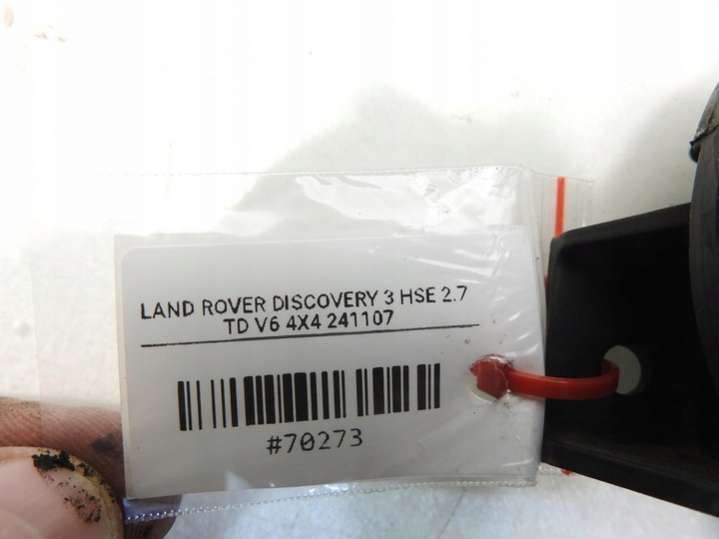 LAND ROVER DISCOVERY 3 HSE 2.7
TD V6 4X4 241107
#70273